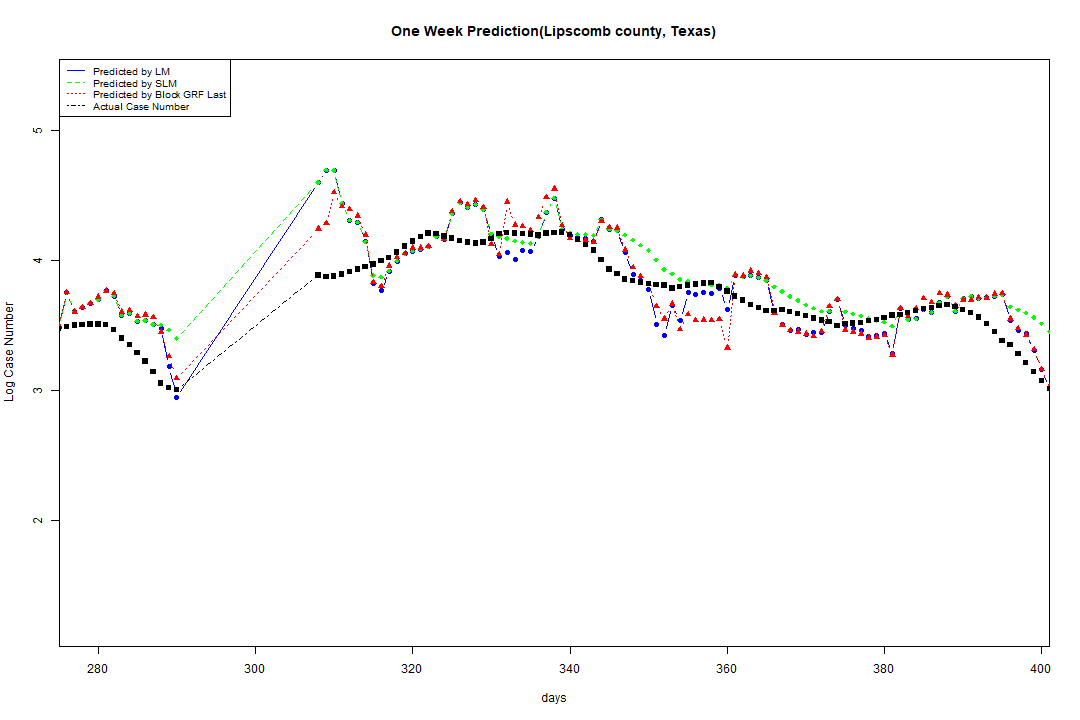 One Week Prediction(Lipscomb county, Texas)
Predicted by LM
Predicted by SLM
Predicted by Block GRF Last
Actual Case Number
5
4
3
2
Log Case Number
280 300 320 340 360 380 400
days